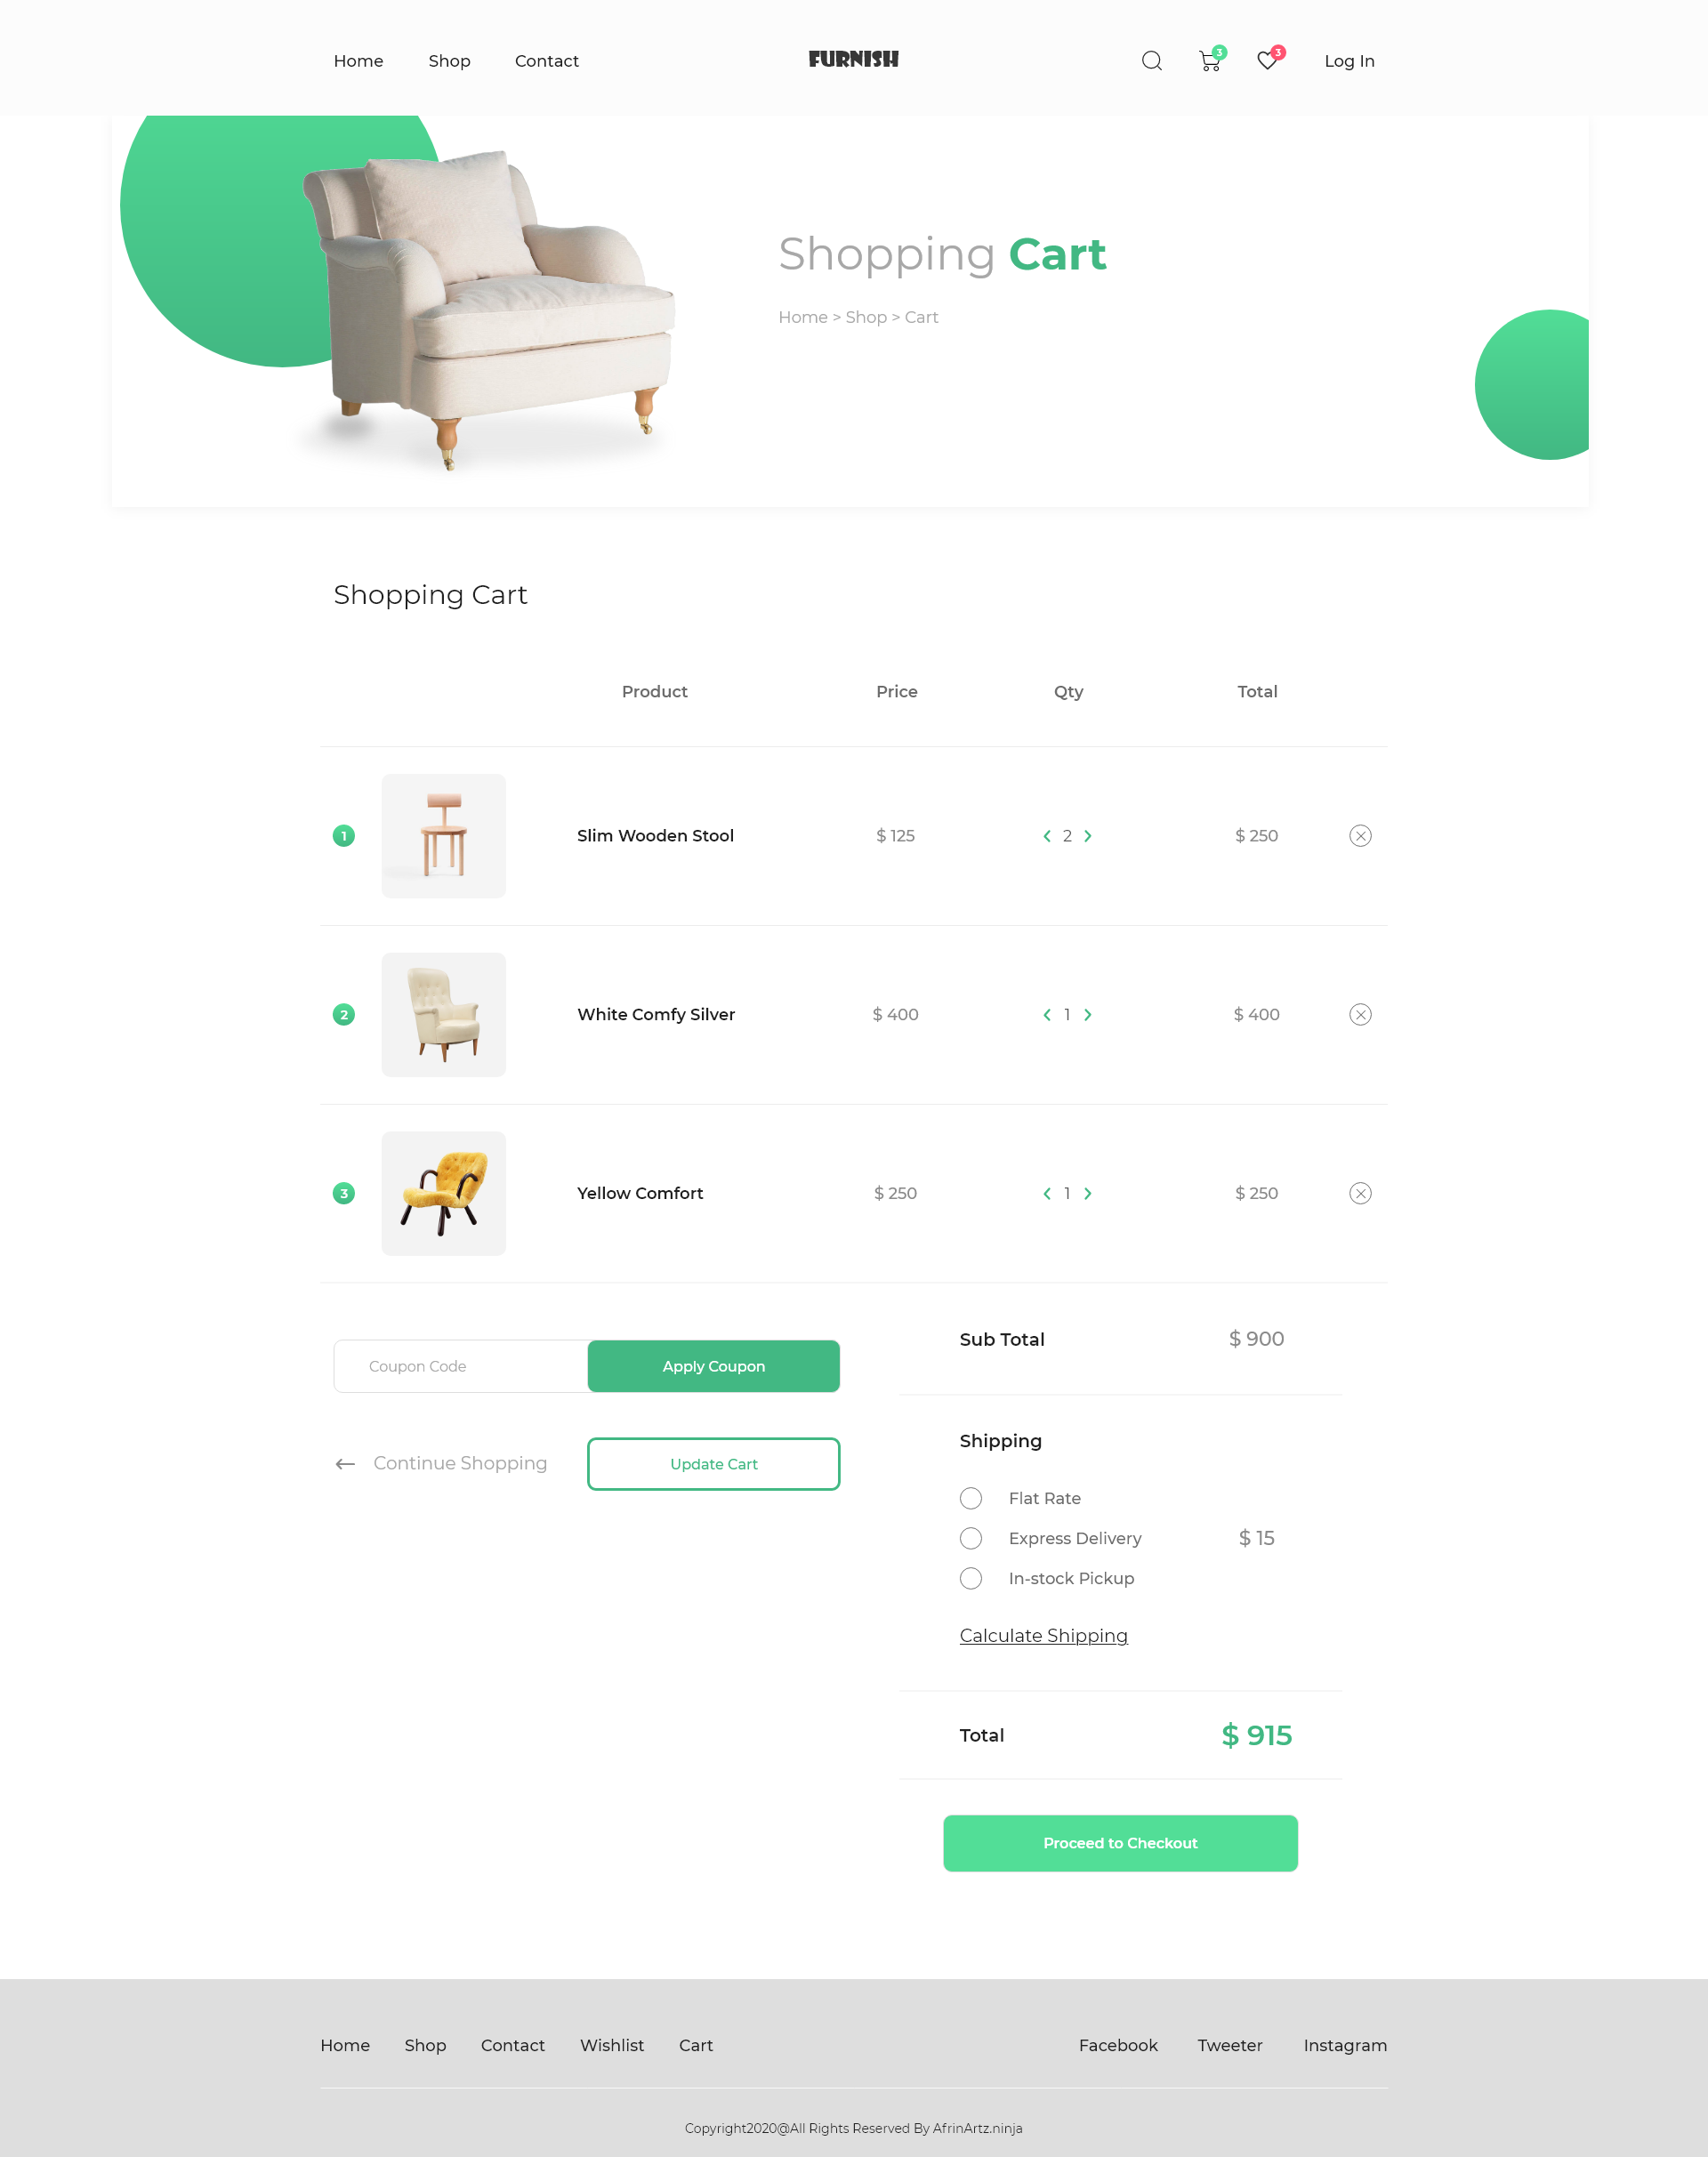 Home Shop Contact FURNISH 3 3 Log In
Shopping Cart
Home > Shop > Cart
Shopping Cart
Product Price Qty Total
1 Slim Wooden Stool $ 125 2 $ 250
2 White Comfy Silver $ 400 1 $ 400
3 Yellow Comfort $ 250 1 $ 250
Coupon Code Apply Coupon
Continue Shopping Update Cart
Sub Total $ 900
Shipping
Flat Rate
Express Delivery $ 15
In-stock Pickup
Calculate Shipping
Total $ 915
Proceed to Checkout
Home Shop Contact Wishlist Cart Facebook Tweeter Instagram
Copyright2020@All Rights Reserved By AfrinArtz.ninja